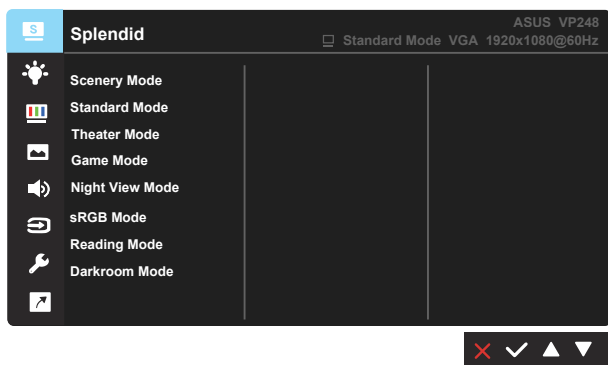 S
Splendid
ASUS VP248
Standard Mode VGA 1920x1080@60Hz
Scenery Mode
Standard Mode
Theater Mode
Game Mode
Night View Mode
sRGB Mode
Reading Mode
Darkroom Mode